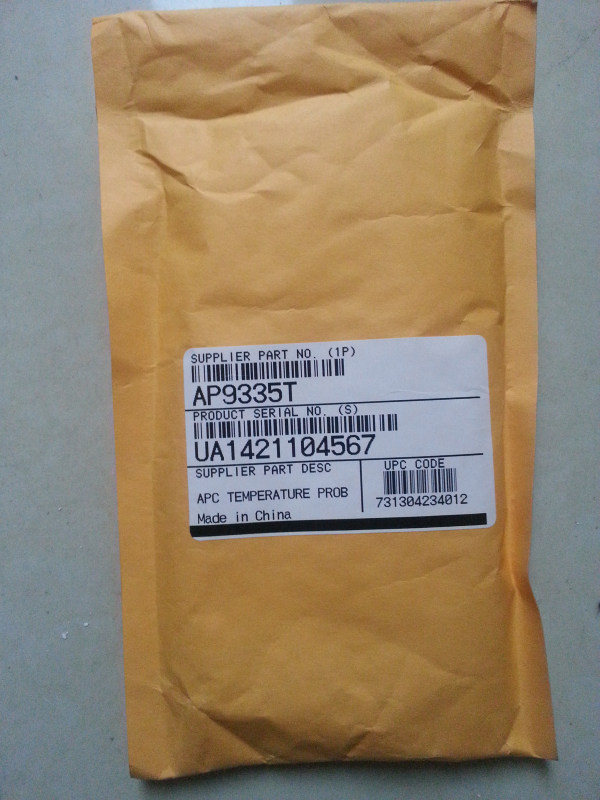 SUPPLIER PART NO. (1P)
AP9335T
PRODUCT SERIAL NO. (S)
UA1421104567
SUPPLIER PART DESC
UPC CODE
APC TEMPERATURE PROB
731304234012
Made in China